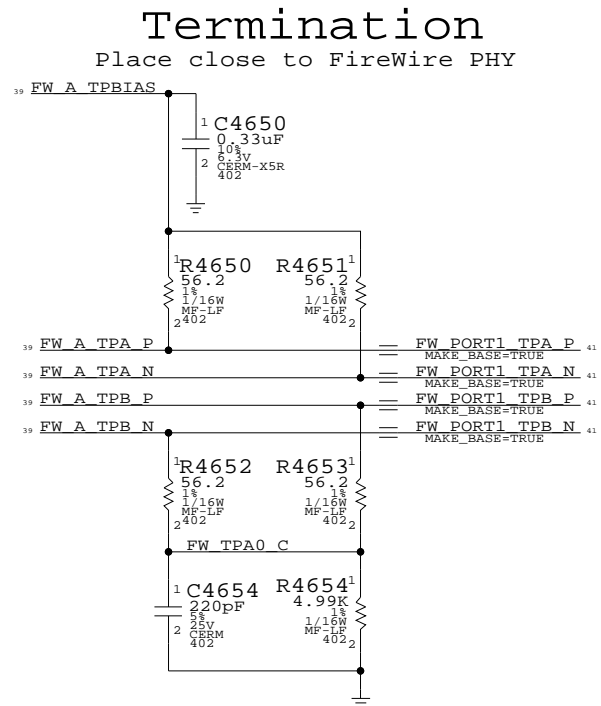 Termination
Place close to FireWire PHY
39 FW_A_TPBIAS
1 C4650
0.33uF
10%
6.3V
2 CERM-X5R
402
1 R4650
56.2
1%
1/16W
MF-LF
2 402
R4651 1
56.2
1%
1/16W
MF-LF
402 2
39 FW_A_TPA_P
FW_PORT1_TPA_P 41
MAKE_BASE=TRUE
39 FW_A_TPA_N
FW_PORT1_TPA_N 41
MAKE_BASE=TRUE
39 FW_A_TPB_P
FW_PORT1_TPB_P 41
MAKE_BASE=TRUE
39 FW_A_TPB_N
FW_PORT1_TPB_N 41
MAKE_BASE=TRUE
1 R4652
56.2
1%
1/16W
MF-LF
2 402
R4653 1
56.2
1%
1/16W
MF-LF
402 2
FW_TPA0_C
1 C4654
220pF
5%
2 25V
CERM
402
R4654 1
4.99K
1%
1/16W
MF-LF
402 2